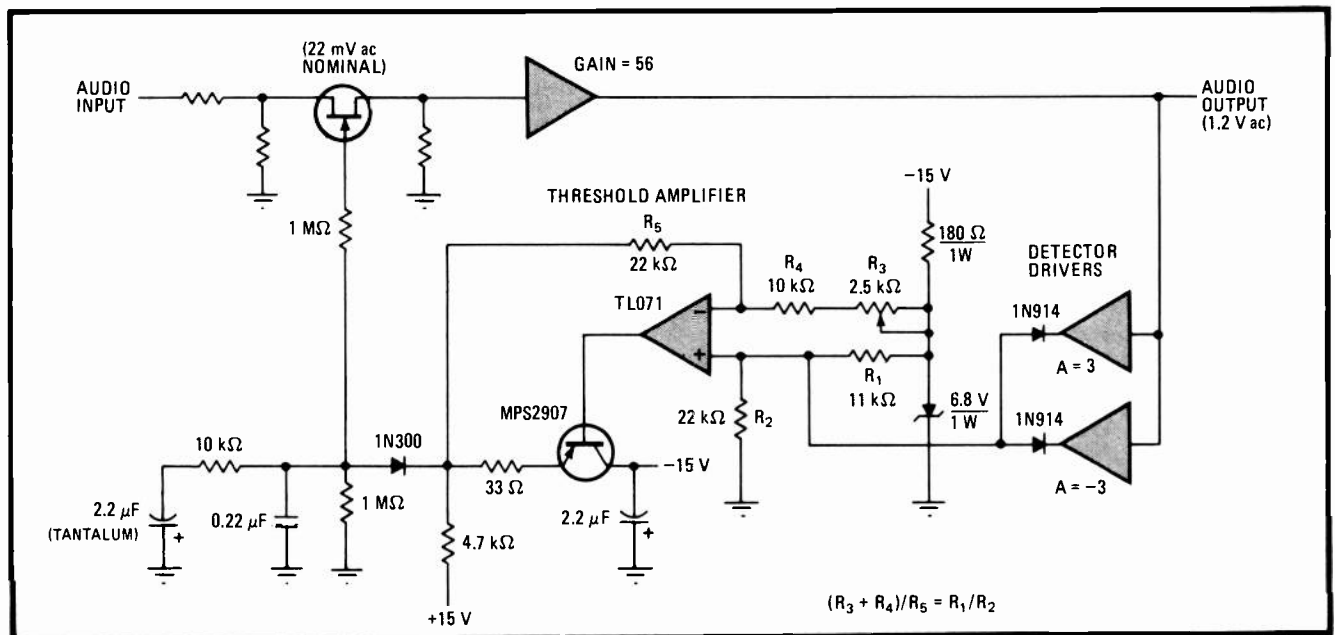 (22 mV ac
NOMINAL)
GAIN = 56
AUDIO
INPUT
AUDIO
OUTPUT
(1.2 V ac)
−15 V
THRESHOLD AMPLIFIER
1 MΩ
R5
22 kΩ
180 Ω
1W
DETECTOR
DRIVERS
R4
10 kΩ
R3
2.5 kΩ
TL071
−
+
1N914
A = 3
R1
11 kΩ
MPS2907
22 kΩ
R2
6.8 V
1 W
1N914
A = −3
10 kΩ
1N300
33 Ω
−15 V
2.2 μF
(TANTALUM)
+
0.22 μF
1 MΩ
2.2 μF
+
4.7 kΩ
+15 V
(R3 + R4)/R5 = R1/R2